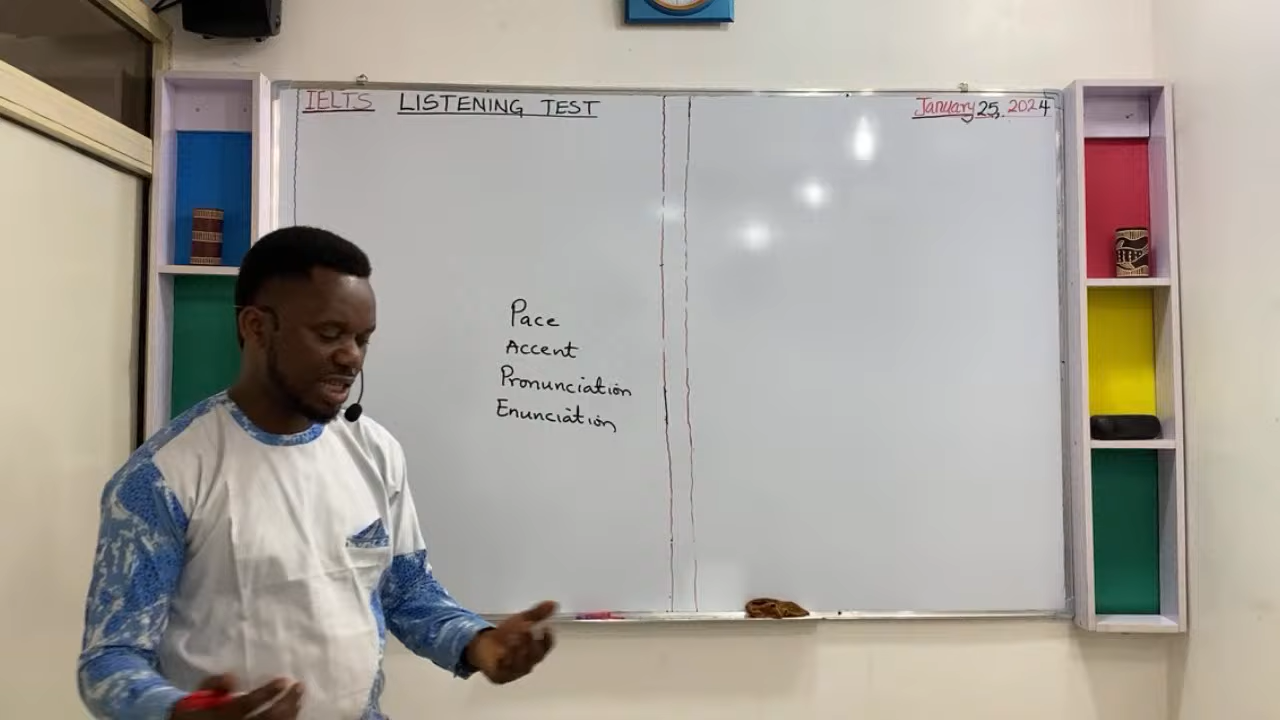 IELTS LISTENING TEST
January 25, 2024
Pace
Accent
Pronunciation
Enunciation